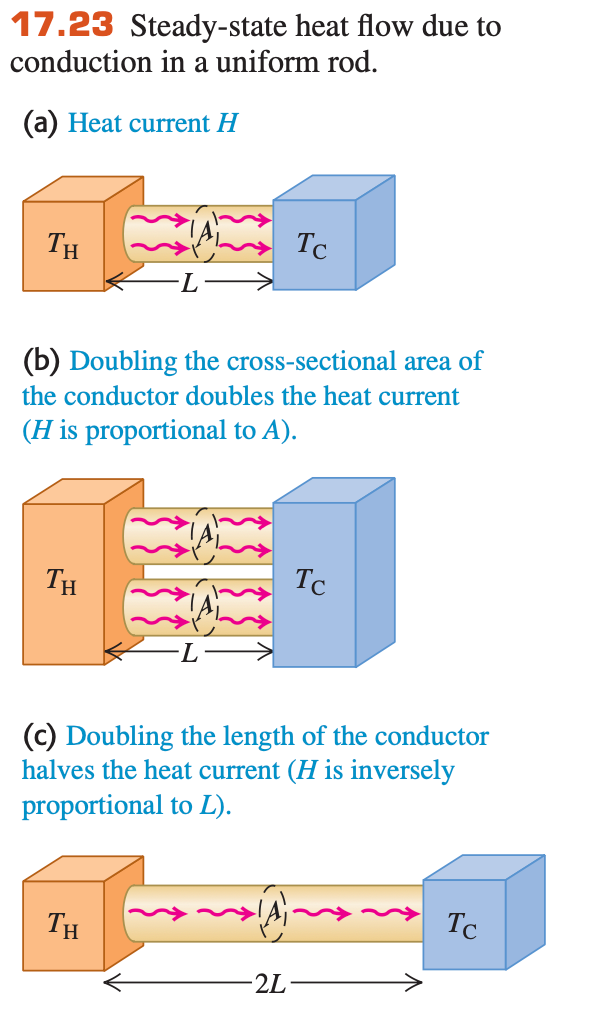 17.23 Steady-state heat flow due to
conduction in a uniform rod.
(a) Heat current H
TH
A
TC
L
(b) Doubling the cross-sectional area of
the conductor doubles the heat current
(H is proportional to A).
A
TH
TC
A
L
(c) Doubling the length of the conductor
halves the heat current (H is inversely
proportional to L).
TH
A
TC
2L